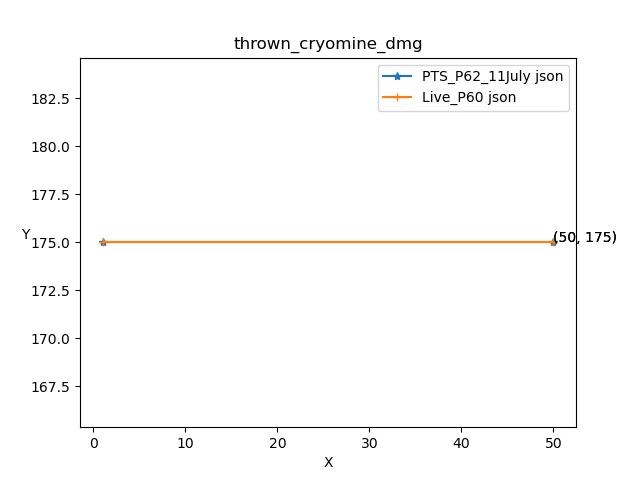 thrown_cryomine_dmg
PTS_P62_11July json
Live_P60 json
182.5
180.0
177.5
Y
175.0
(50, 175)
172.5
170.0
167.5
0
10
20
30
40
50
X